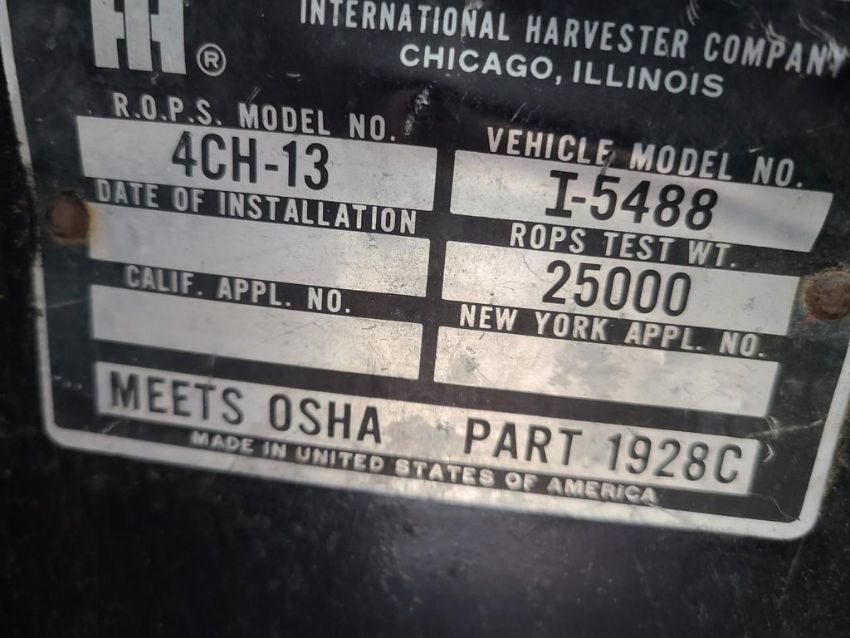 IH ®
INTERNATIONAL HARVESTER COMPANY
CHICAGO, ILLINOIS
R.O.P.S. MODEL NO.
4CH-13
VEHICLE MODEL NO.
I-5488
DATE OF INSTALLATION
ROPS TEST WT.
25000
CALIF. APPL. NO.
NEW YORK APPL. NO.
MEETS OSHA PART 1928C
MADE IN UNITED STATES OF AMERICA